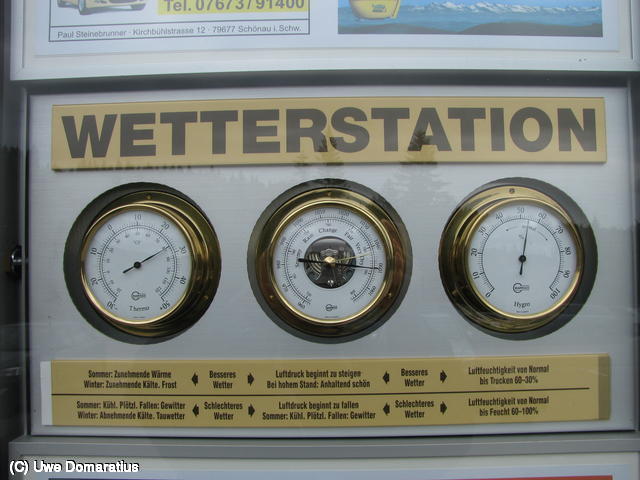 Tel. 07673/91400
Paul Steinebrunner · Kirchbühlstrasse 12 · 79677 Schönau i. Schw.
WETTERSTATION
Thermo
Rain Change Fair
Hygro
Sommer: Zunehmende Wärme
Winter: Zunehmende Kälte. Frost
Besseres
Wetter
Luftdruck beginnt zu steigen
Bei hohem Stand: Anhaltend schön
Besseres
Wetter
Luftfeuchtigkeit von Normal
bis Trocken 60-30%
Sommer: Kühl. Plötzl. Fallen: Gewitter
Winter: Abnehmende Kälte. Tauwetter
Schlechteres
Wetter
Luftdruck beginnt zu fallen
Sommer: Kühl. Plötzl. Fallen: Gewitter
Schlechteres
Wetter
Luftfeuchtigkeit von Normal
bis Feucht 60-100%
(C) Uwe Domaratius